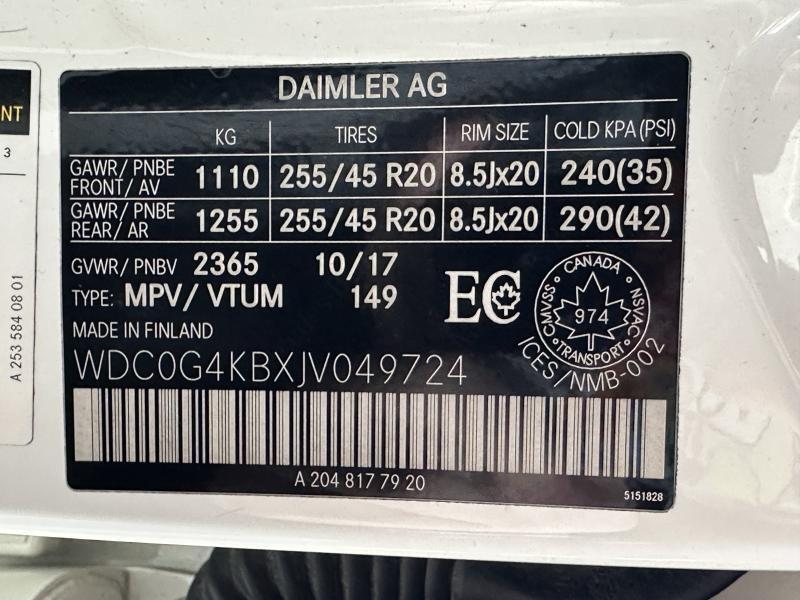 NT
3
A 253 584 08 01
DAIMLER AG
KG TIRES RIM SIZE COLD KPA (PSI)
GAWR/ PNBE FRONT/ AV 1110 255/45 R20 8.5Jx20 240(35)
GAWR/ PNBE REAR/ AR 1255 255/45 R20 8.5Jx20 290(42)
GVWR/ PNBV 2365 10/17
TYPE: MPV/ VTUM 149
EC
CANADA
CMVSS 974 NSVAC
TRANSPORT
ICES/NMB-002
MADE IN FINLAND
WDC0G4KBXJV049724
A 204 817 79 20
5151828